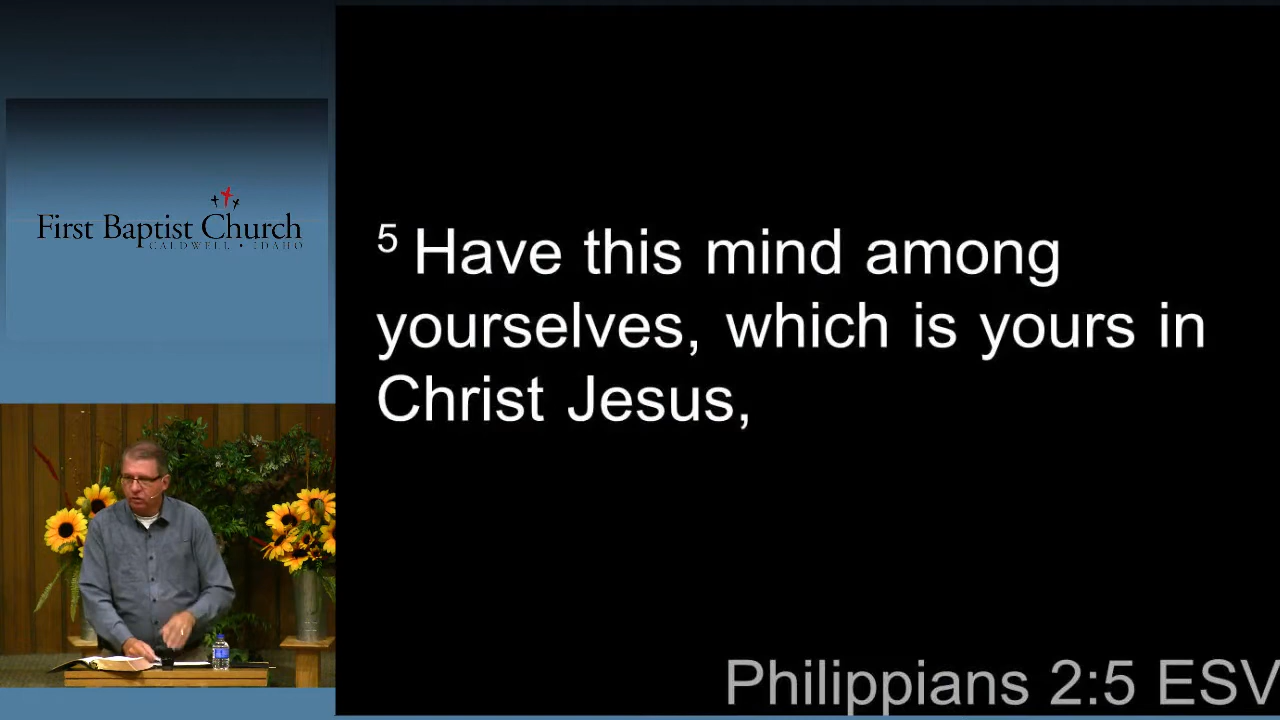 First Baptist Church
CALDWELL • IDAHO
5 Have this mind among
yourselves, which is yours in
Christ Jesus,
Philippians 2:5 ESV